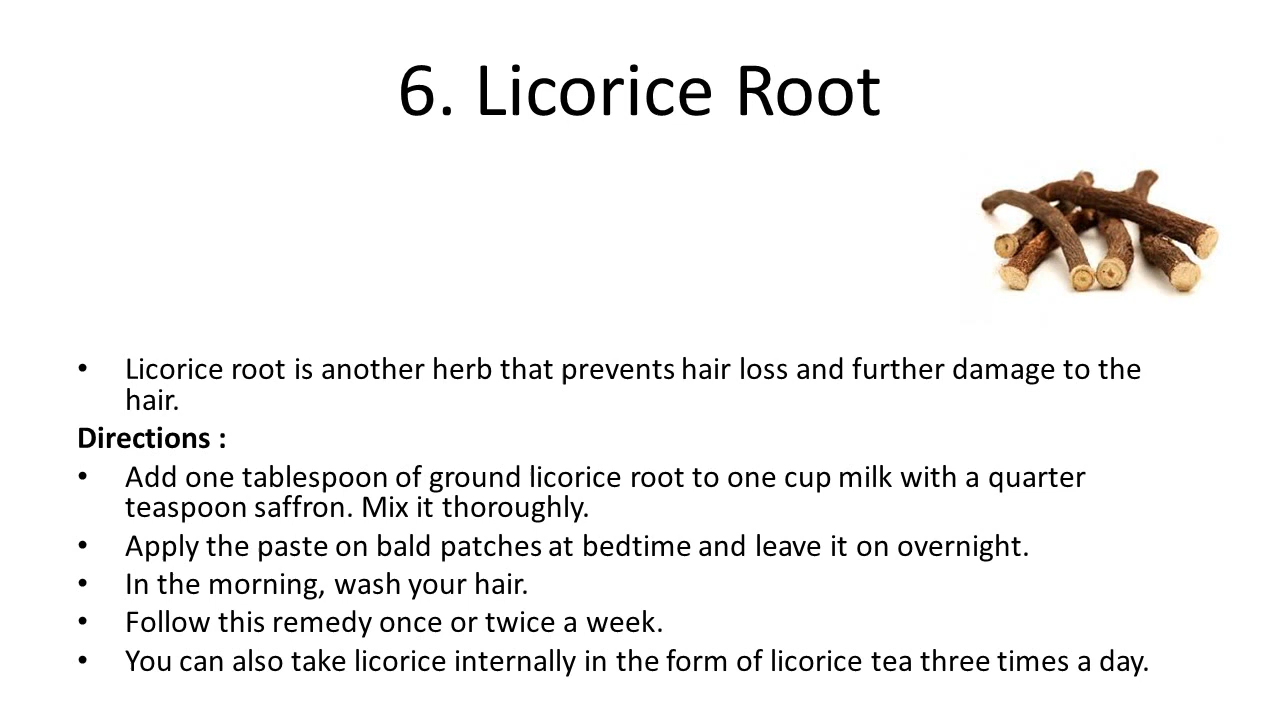 6. Licorice Root
• Licorice root is another herb that prevents hair loss and further damage to the
hair.
Directions :
• Add one tablespoon of ground licorice root to one cup milk with a quarter
teaspoon saffron. Mix it thoroughly.
• Apply the paste on bald patches at bedtime and leave it on overnight.
• In the morning, wash your hair.
• Follow this remedy once or twice a week.
• You can also take licorice internally in the form of licorice tea three times a day.